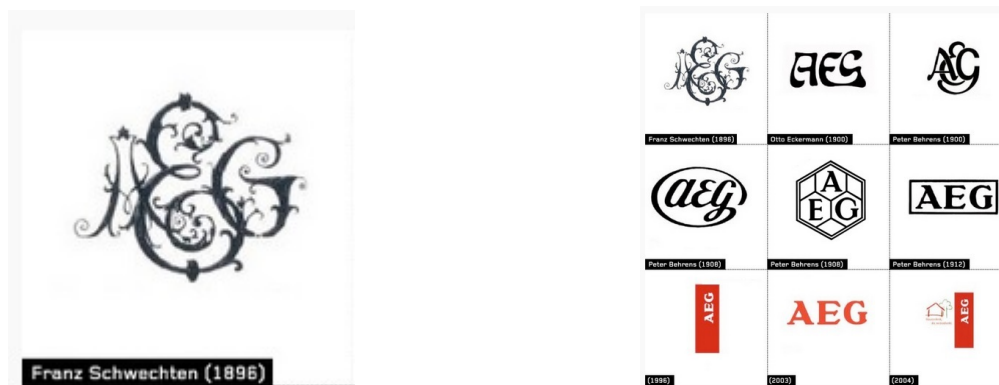 AEG
Franz Schwechten (1896)
AEG
AEG
AEG
Franz Schwechten (1896)
Otto Eckermann (1900)
Peter Behrens (1900)
AEG
A
E G
AEG
Peter Behrens (1908)
Peter Behrens (1908)
Peter Behrens (1912)
AEG
AEG
AEG
(1996)
(2003)
(2004)